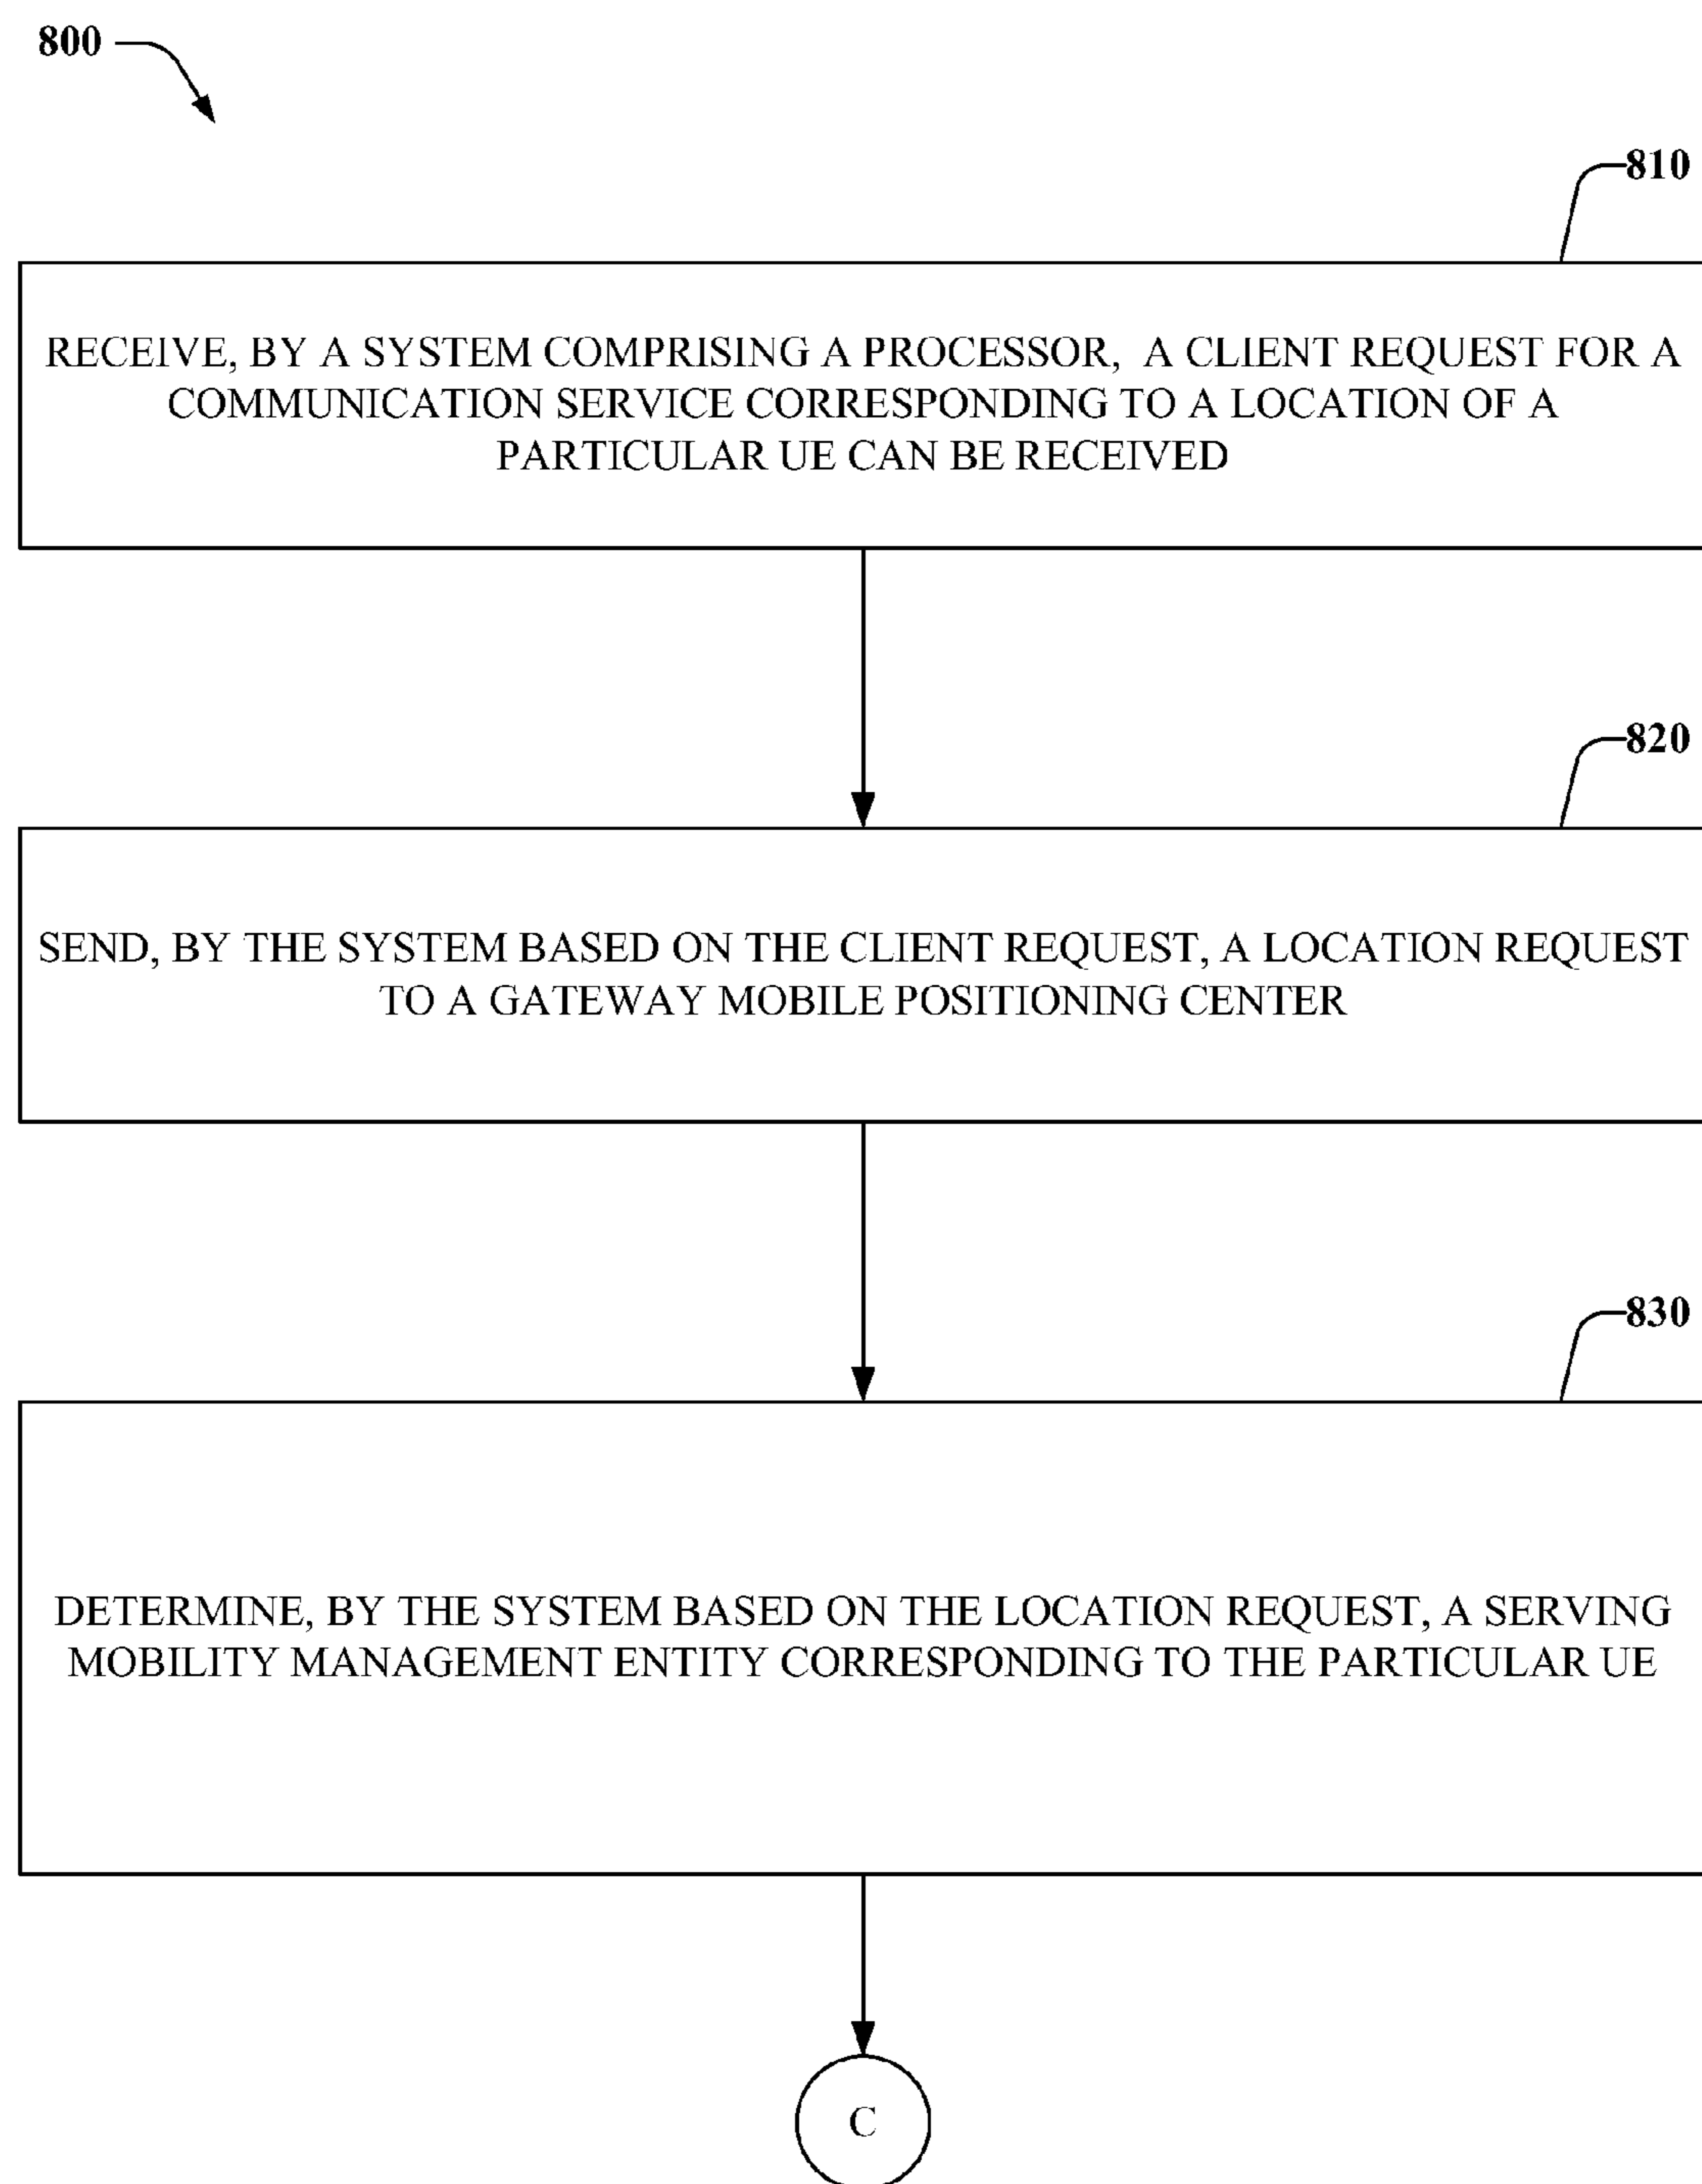 800
810
RECEIVE, BY A SYSTEM COMPRISING A PROCESSOR, A CLIENT REQUEST FOR A
COMMUNICATION SERVICE CORRESPONDING TO A LOCATION OF A
PARTICULAR UE CAN BE RECEIVED
820
SEND, BY THE SYSTEM BASED ON THE CLIENT REQUEST, A LOCATION REQUEST
TO A GATEWAY MOBILE POSITIONING CENTER
830
DETERMINE, BY THE SYSTEM BASED ON THE LOCATION REQUEST, A SERVING
MOBILITY MANAGEMENT ENTITY CORRESPONDING TO THE PARTICULAR UE
C